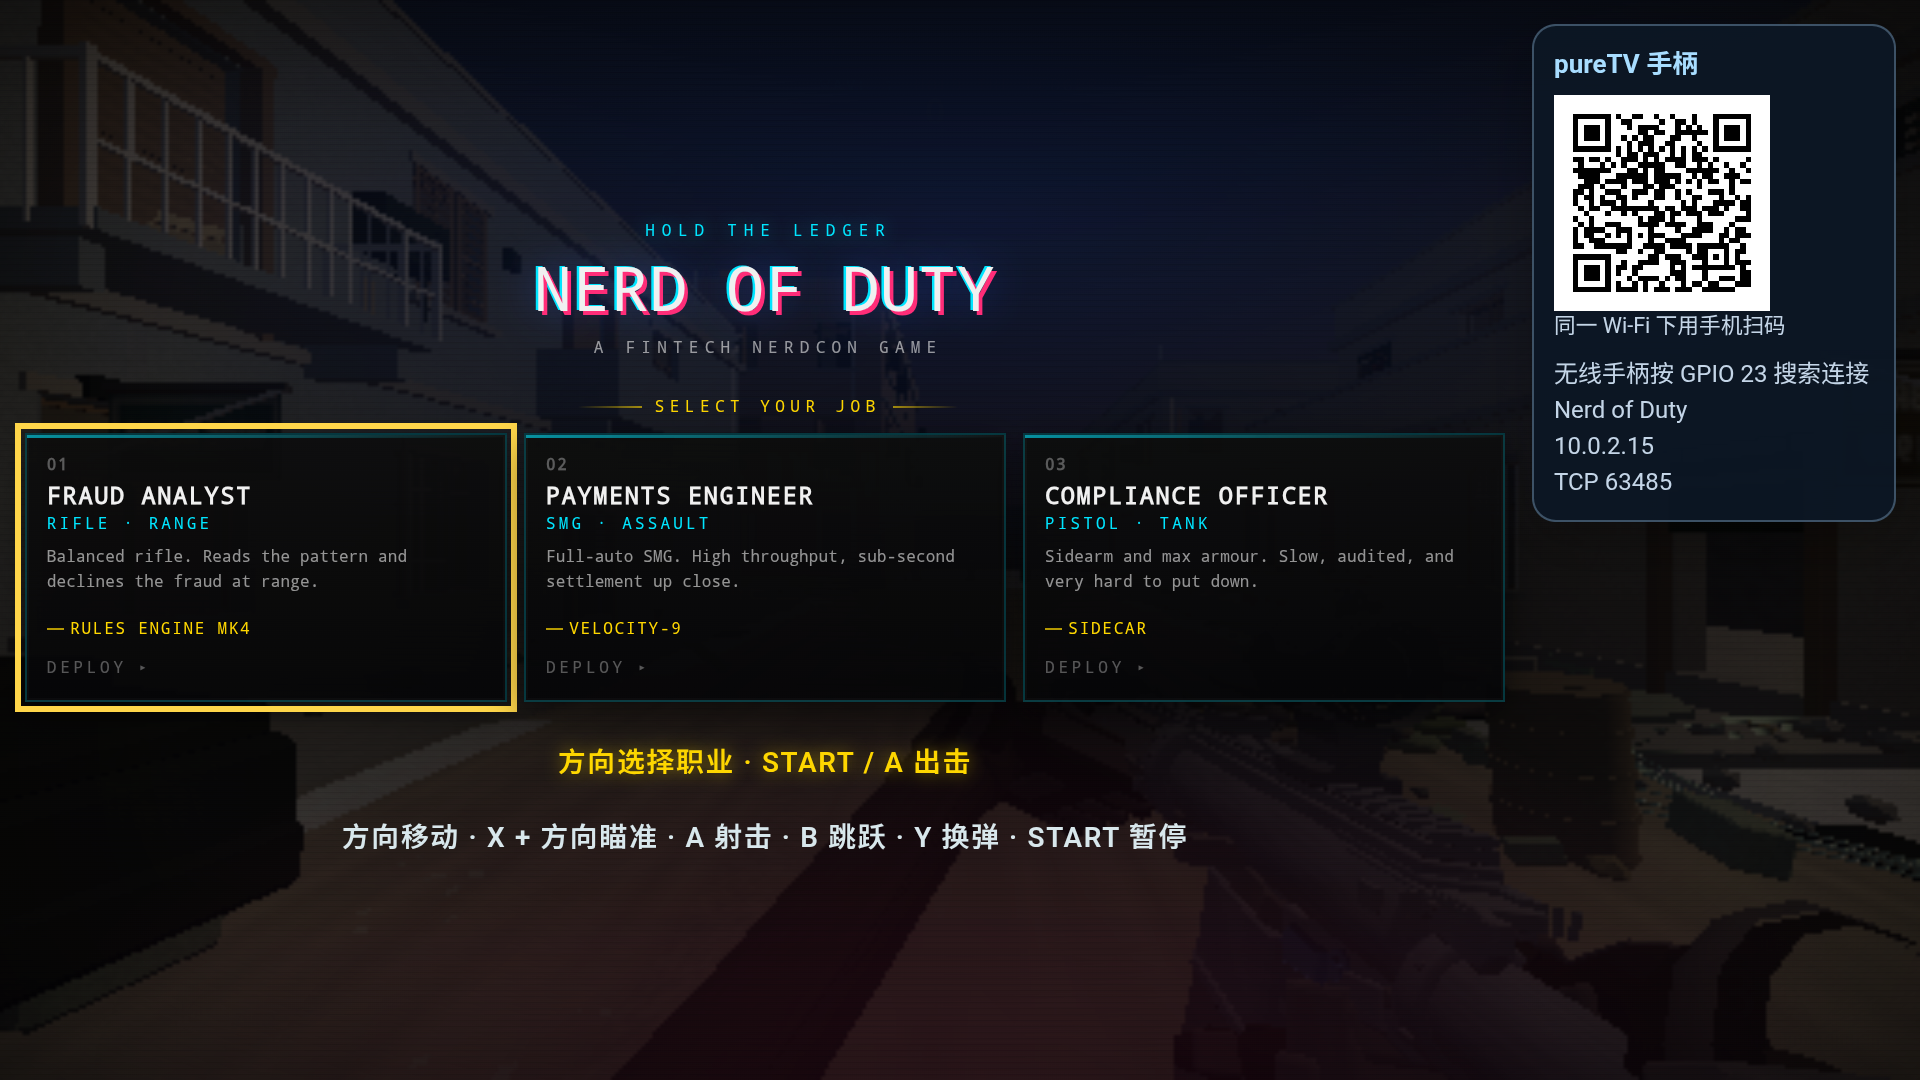 HOLD THE LEDGER
NERD OF DUTY
A FINTECH NERDCON GAME
SELECT YOUR JOB
01
FRAUD ANALYST
RIFLE · RANGE
Balanced rifle. Reads the pattern and
declines the fraud at range.
— RULES ENGINE MK4
DEPLOY ▸
02
PAYMENTS ENGINEER
SMG · ASSAULT
Full-auto SMG. High throughput, sub-second
settlement up close.
— VELOCITY-9
DEPLOY ▸
03
COMPLIANCE OFFICER
PISTOL · TANK
Sidearm and max armour. Slow, audited, and
very hard to put down.
— SIDECAR
DEPLOY ▸
方向选择职业 · START / A 出击
方向移动 · X + 方向瞄准 · A 射击 · B 跳跃 · Y 换弹 · START 暂停
pureTV 手柄
同一 Wi-Fi 下用手机扫码
无线手柄按 GPIO 23 搜索连接
Nerd of Duty
10.0.2.15
TCP 63485